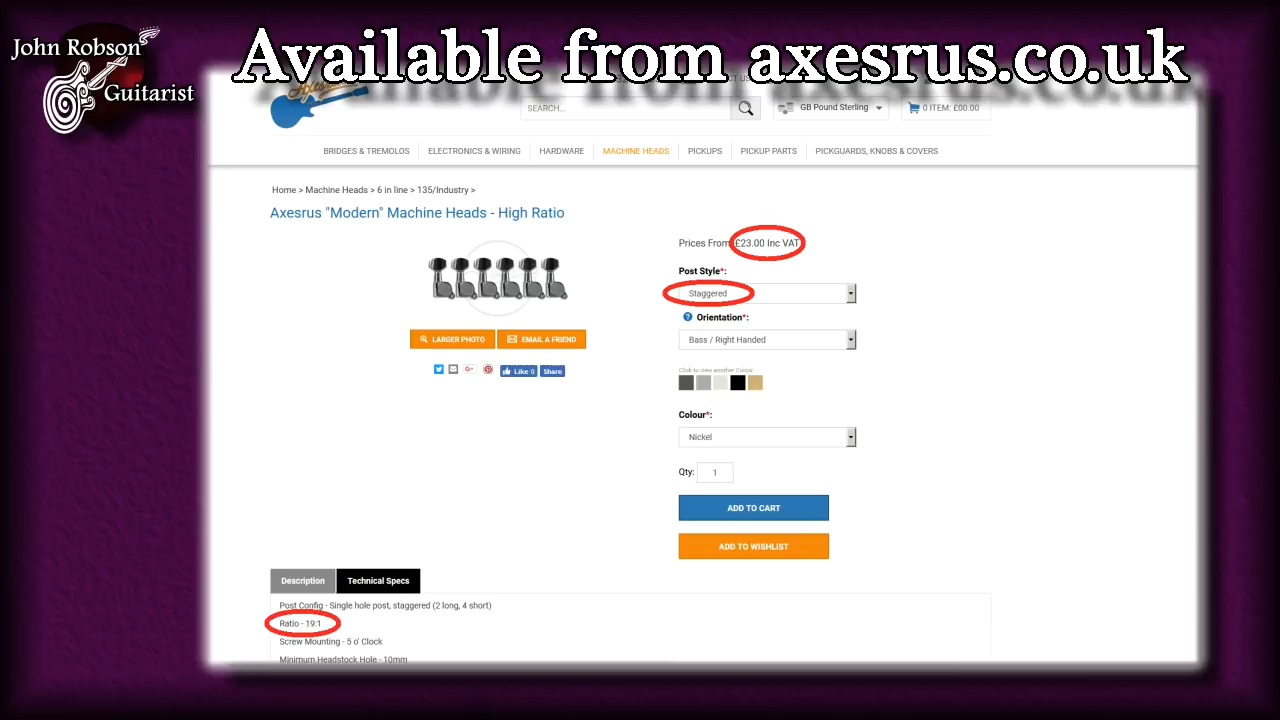 John Robson
Guitarist
Available from axesrus.co.uk
SEARCH...
GB Pound Sterling
0 ITEM: £00.00
BRIDGES & TREMOLOS
ELECTRONICS & WIRING
HARDWARE
MACHINE HEADS
PICKUPS
PICKUP PARTS
PICKGUARDS, KNOBS & COVERS
Home > Machine Heads > 6 in line > 135/Industry >
Axesrus "Modern" Machine Heads - High Ratio
Prices From £23.00 Inc VAT
Post Style*:
Staggered
Orientation*:
Bass / Right Handed
LARGER PHOTO
EMAIL A FRIEND
Like 0
Share
Click to view another Colour
Colour*:
Nickel
Qty: 1
ADD TO CART
ADD TO WISHLIST
Description
Technical Specs
Post Config - Single hole post, staggered (2 long, 4 short)
Ratio - 19:1
Screw Mounting - 5 o' Clock
Minimum Headstock Hole - 10mm